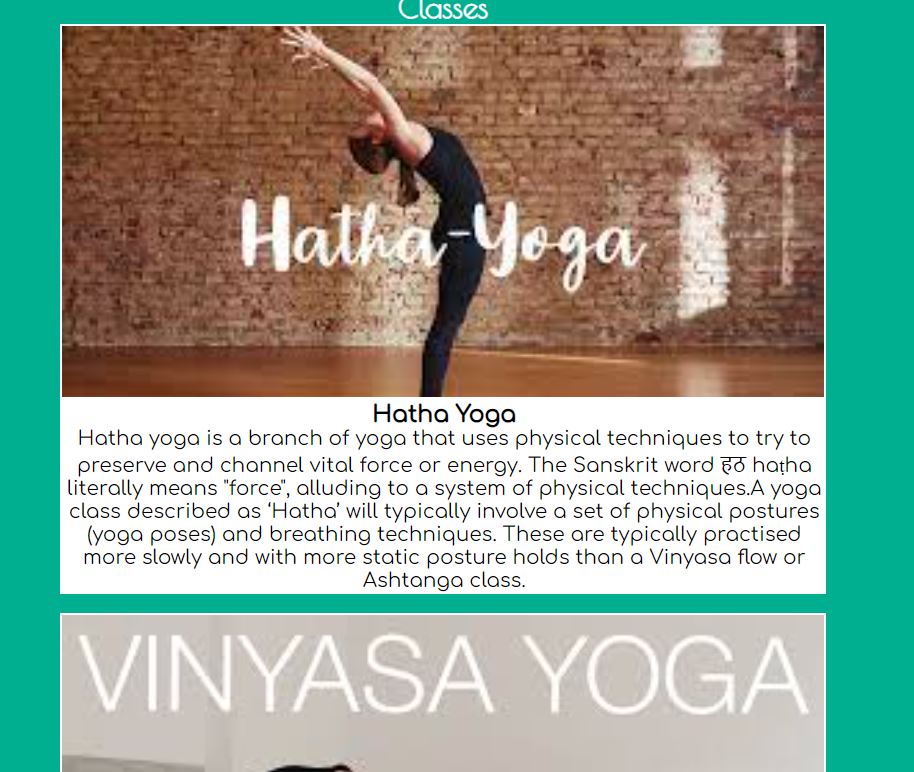 Classes
Hatha-Yoga
Hatha Yoga
Hatha yoga is a branch of yoga that uses physical techniques to try to
preserve and channel vital force or energy. The Sanskrit word हठ haṭha
literally means "force", alluding to a system of physical techniques.A yoga
class described as ‘Hatha’ will typically involve a set of physical postures
(yoga poses) and breathing techniques. These are typically practised
more slowly and with more static posture holds than a Vinyasa flow or
Ashtanga class.
VINYASA YOGA